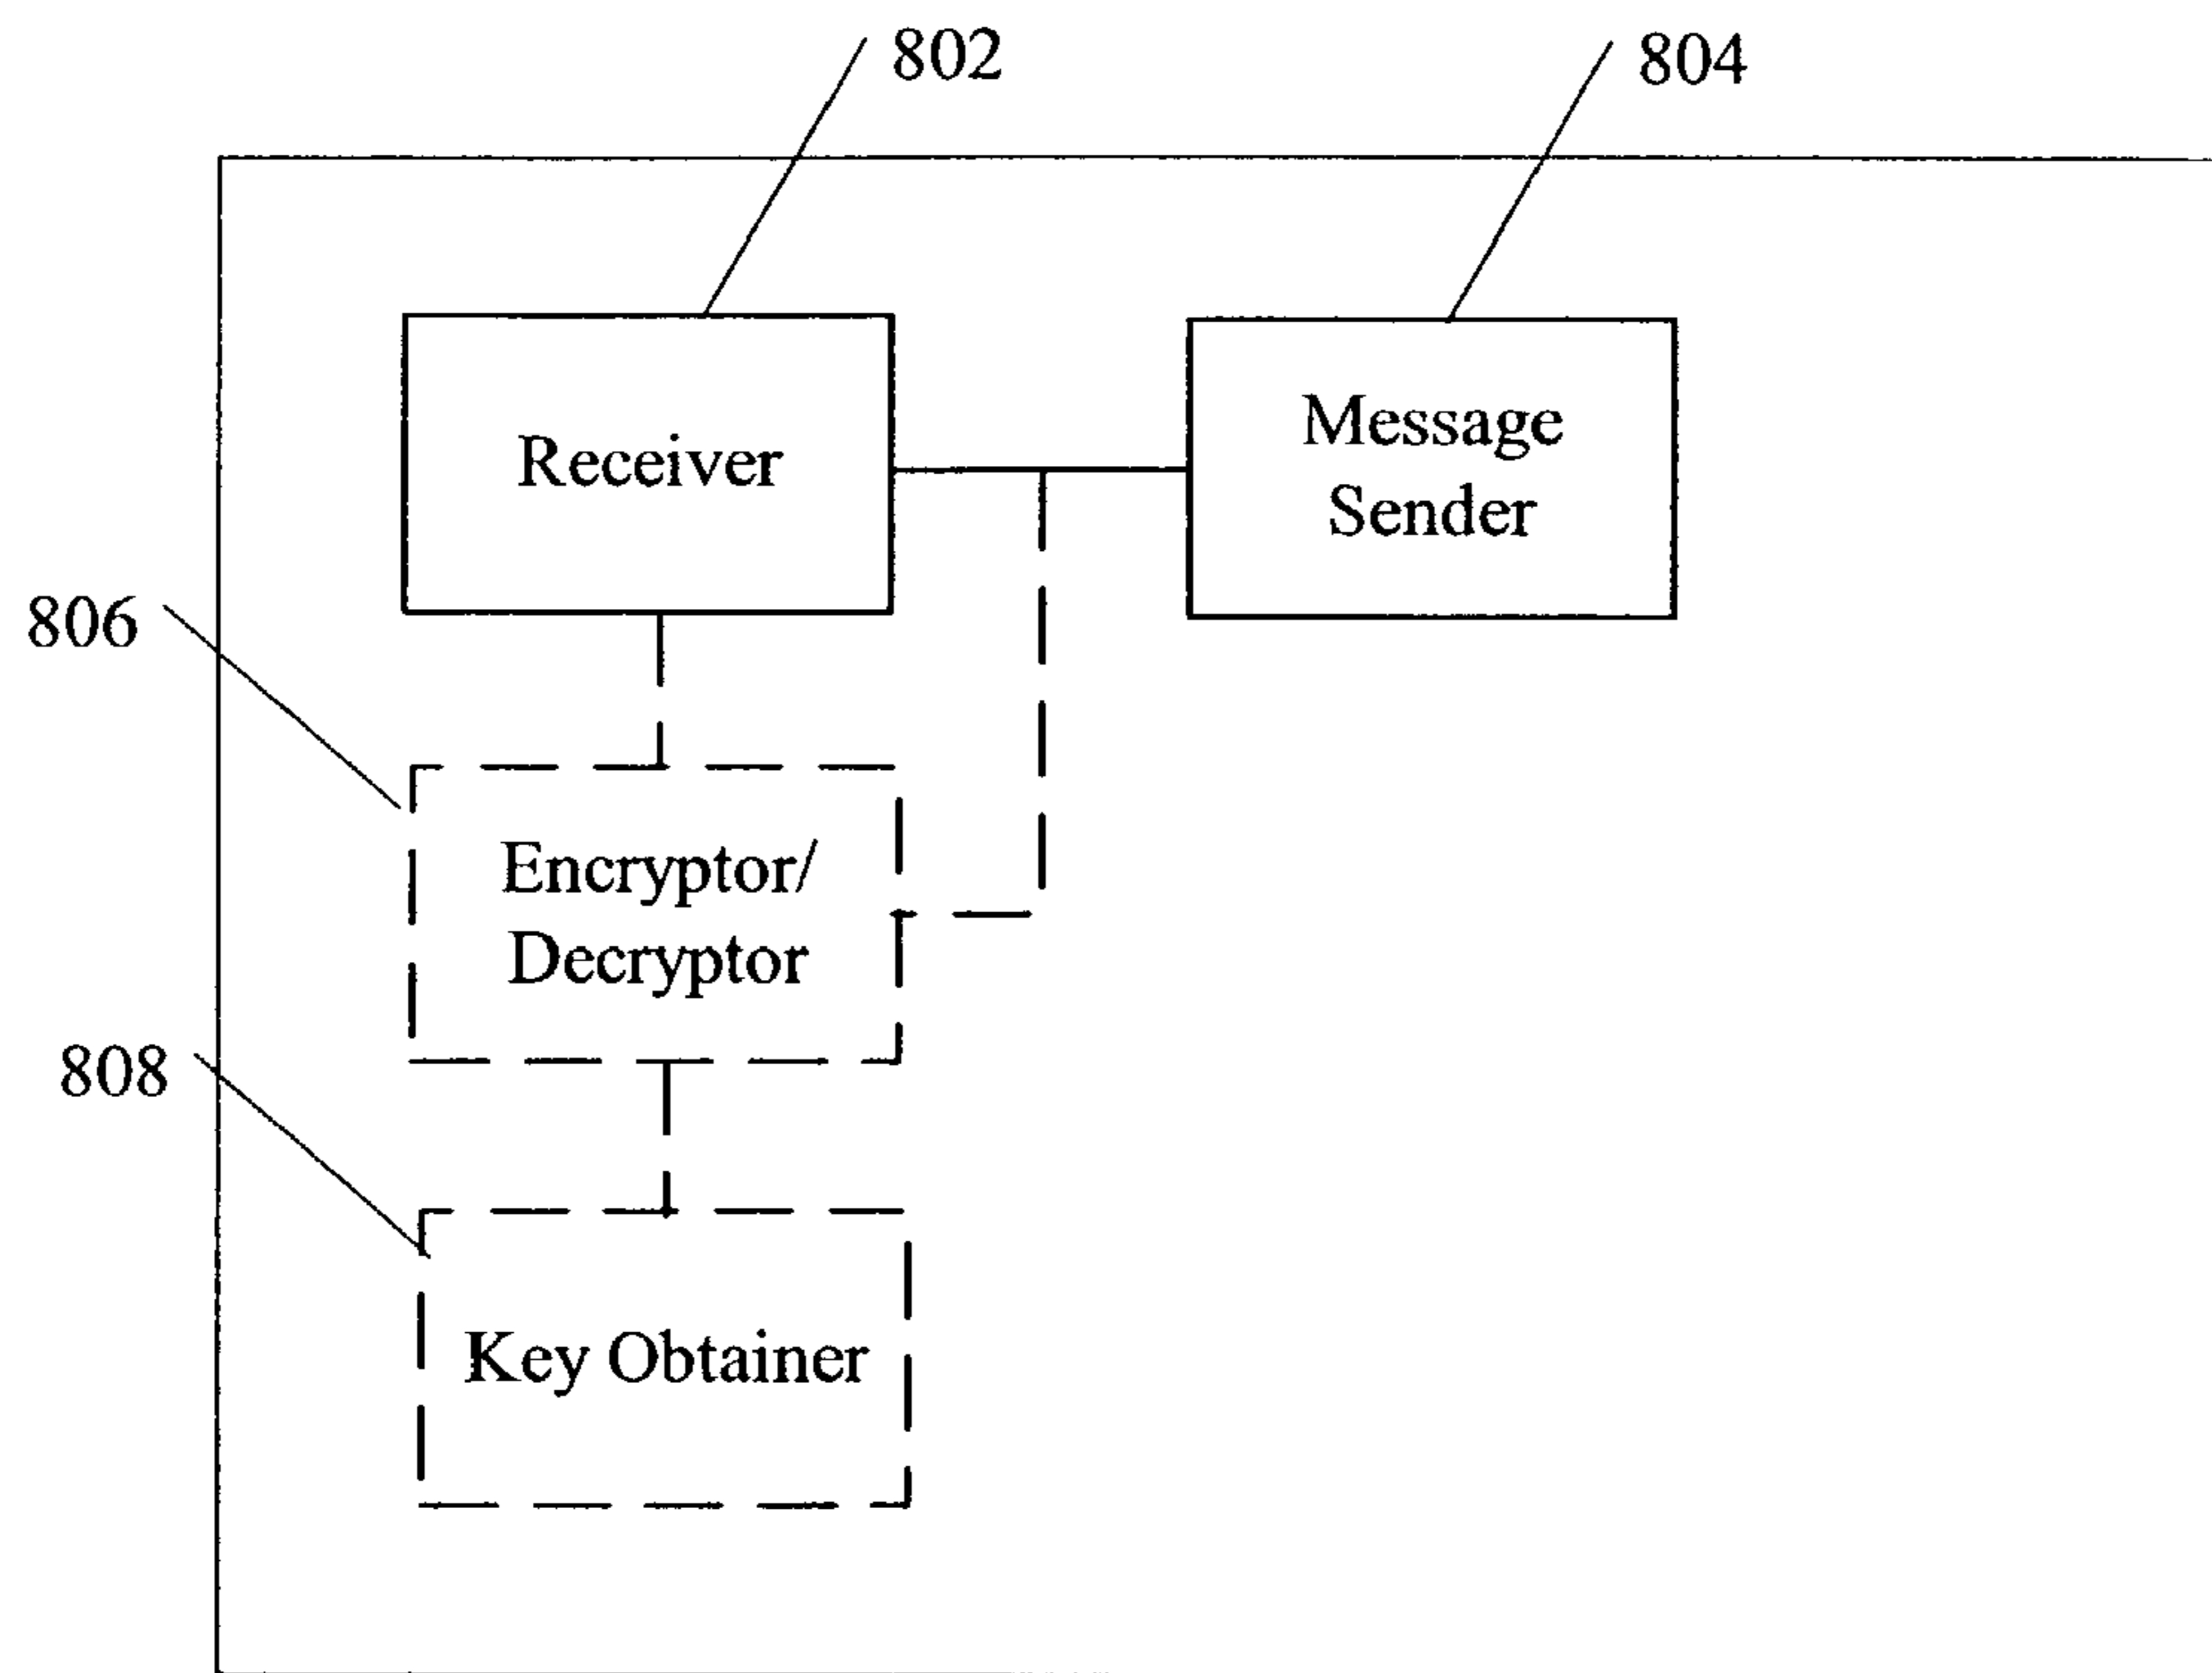 802
804
Receiver
Message
Sender
806
Encryptor/
Decryptor
808
Key Obtainer